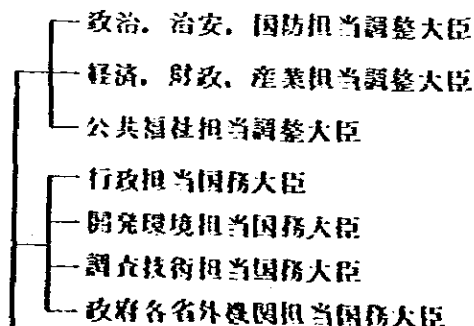 政治，治安，国防担当調整大臣
経済，財政，産業担当調整大臣
公共福祉担当調整大臣
行政担当国務大臣
開発環境担当国務大臣
調査技術担当国務大臣
政府各省外機関担当国務大臣